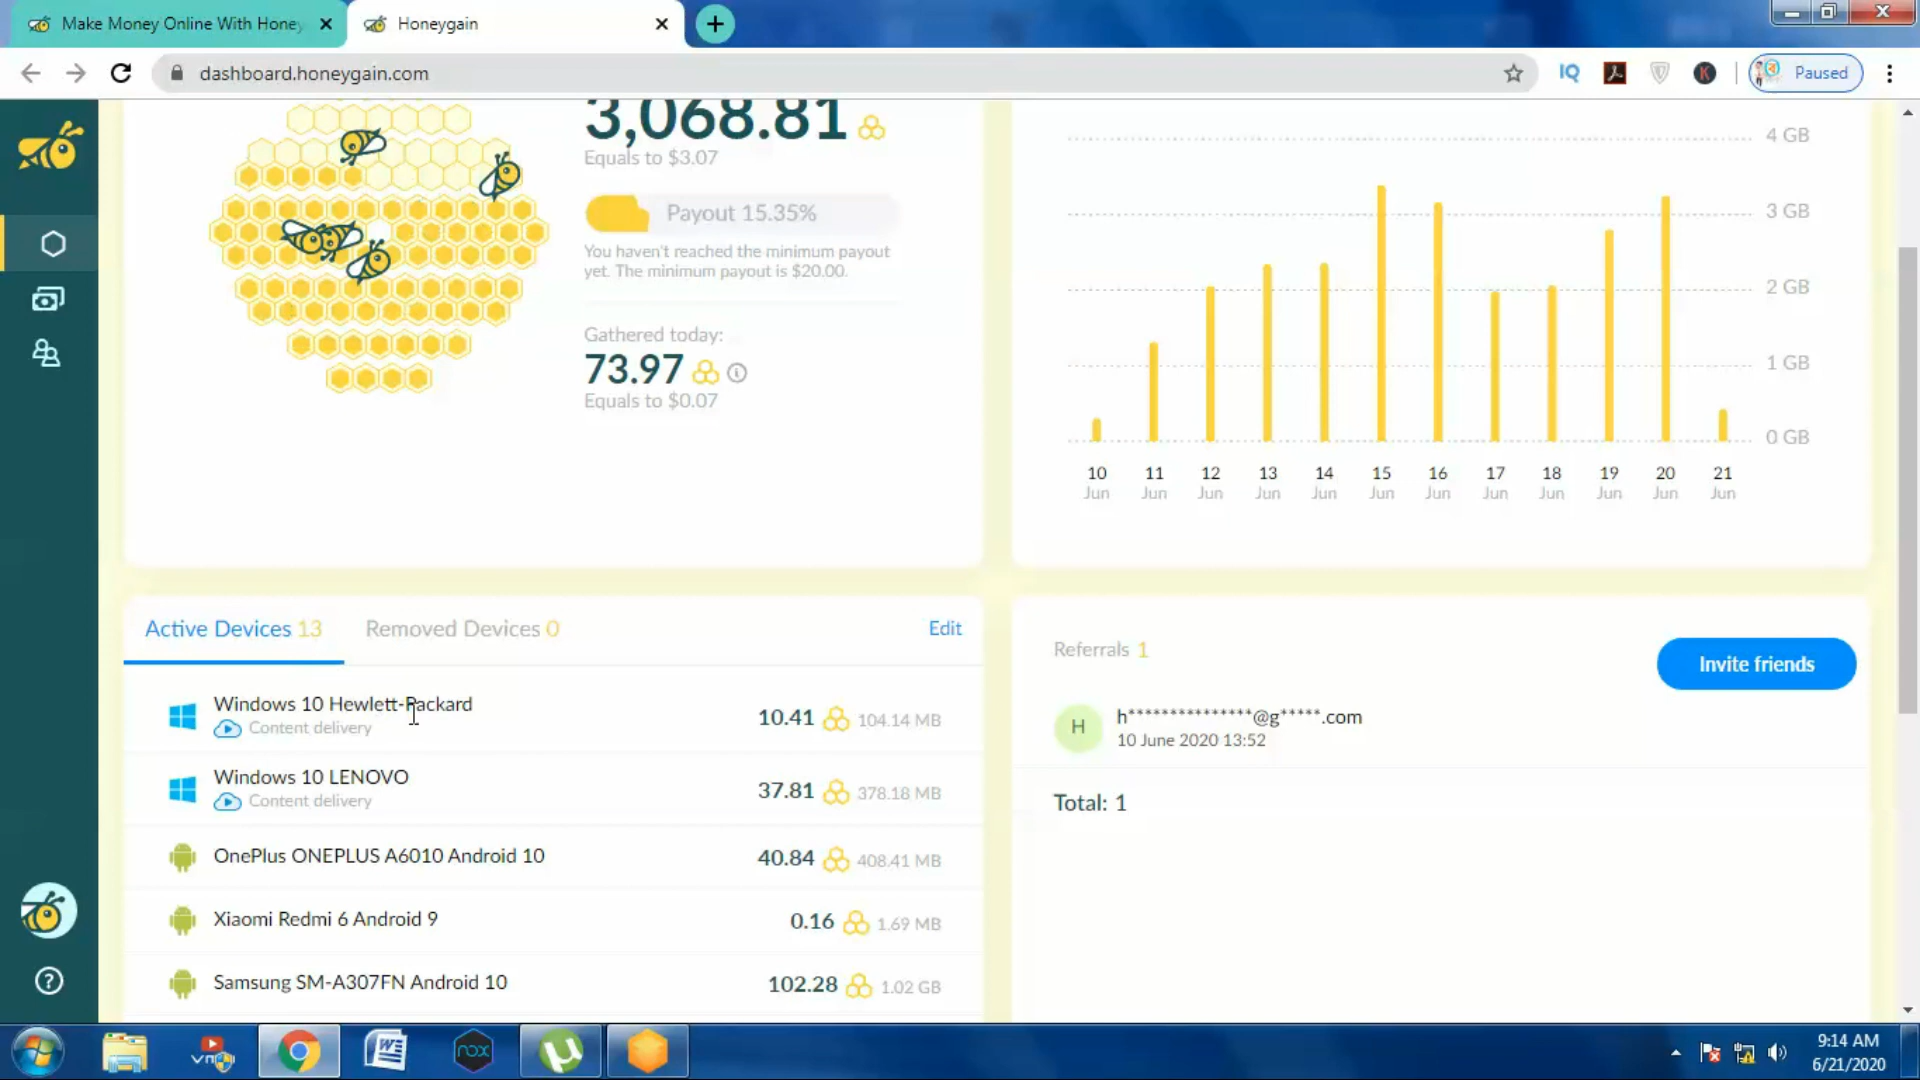 Make Money Online With Honey
Honeygain
dashboard.honeygain.com
IQ
K
Paused
3,068.81
Equals to $3.07
Payout 15.35%
You haven't reached the minimum payout
yet. The minimum payout is $20.00.
Gathered today:
73.97
Equals to $0.07
4 GB
3 GB
2 GB
1 GB
0 GB
10 11 12 13 14 15 16 17 18 19 20 21
Jun Jun Jun Jun Jun Jun Jun Jun Jun Jun Jun Jun
Active Devices 13 Removed Devices 0 Edit
Windows 10 Hewlett-Packard
Content delivery
10.41 104.14 MB
Windows 10 LENOVO
Content delivery
37.81 378.18 MB
OnePlus ONEPLUS A6010 Android 10 40.84 408.41 MB
Xiaomi Redmi 6 Android 9 0.16 1.69 MB
Samsung SM-A307FN Android 10 102.28 1.02 GB
Referrals 1
Invite friends
H
h***************@g*****.com
10 June 2020 13:52
Total: 1
W
nox
µ
9:14 AM
6/21/2020